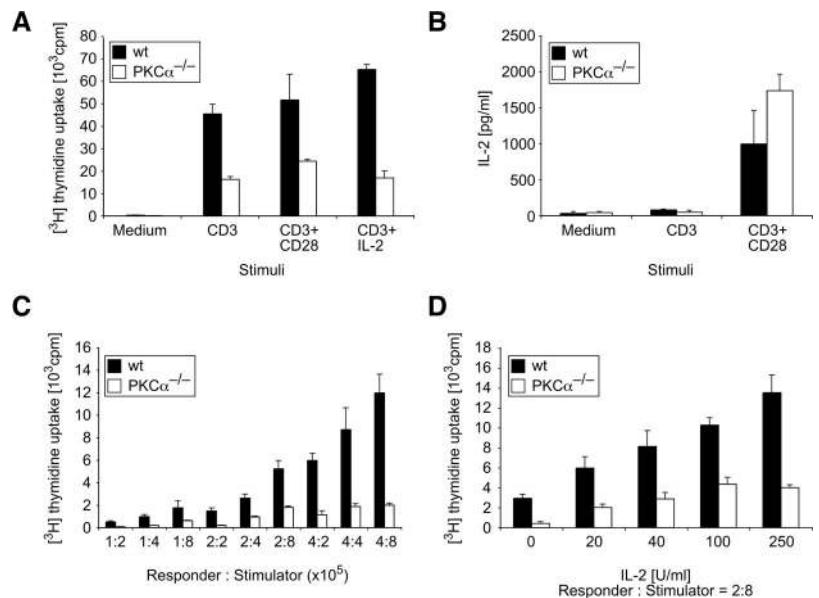 A
[³H] thymidine uptake [10³cpm]
80
70
60
50
40
30
20
10
0
wt
PKCα⁻/⁻
Medium
CD3
CD3+
CD28
CD3+
IL-2
Stimuli
B
IL-2 [pg/ml]
2500
2000
1500
1000
500
0
wt
PKCα⁻/⁻
Medium
CD3
CD3+
CD28
Stimuli
C
[³H] thymidine uptake [10³cpm]
16
14
12
10
8
6
4
2
0
wt
PKCα⁻/⁻
1:2 1:4 1:8 2:2 2:4 2:8 4:2 4:4 4:8
Responder : Stimulator (x10⁵)
D
[³H] thymidine uptake [10³cpm]
18
16
14
12
10
8
6
4
2
0
wt
PKCα⁻/⁻
0 20 40 100 250
IL-2 [U/ml]
Responder : Stimulator = 2:8